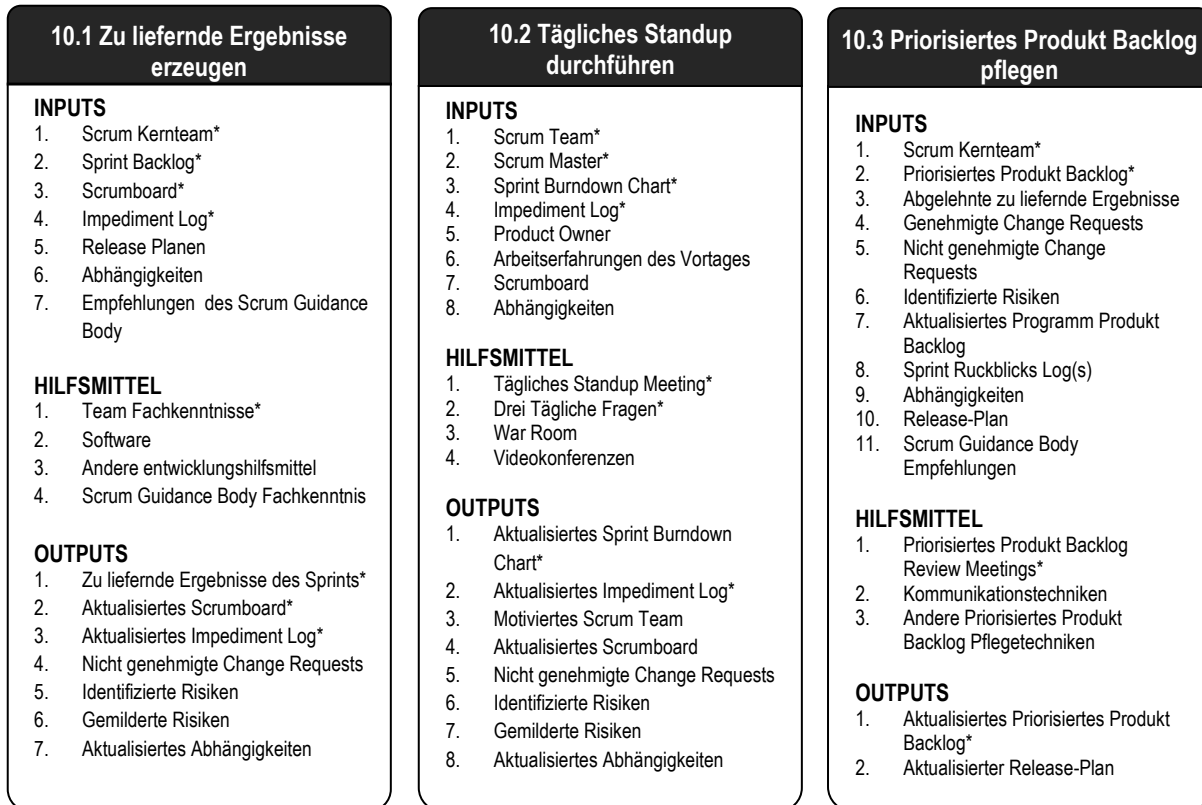 10.1 Zu liefernde Ergebnisse
erzeugen
INPUTS
1. Scrum Kernteam*
2. Sprint Backlog*
3. Scrumboard*
4. Impediment Log*
5. Release Planen
6. Abhängigkeiten
7. Empfehlungen des Scrum Guidance
Body
HILFSMITTEL
1. Team Fachkenntnisse*
2. Software
3. Andere entwicklungshilfsmittel
4. Scrum Guidance Body Fachkenntnis
OUTPUTS
1. Zu liefernde Ergebnisse des Sprints*
2. Aktualisiertes Scrumboard*
3. Aktualisiertes Impediment Log*
4. Nicht genehmigte Change Requests
5. Identifizierte Risiken
6. Gemilderte Risiken
7. Aktualisiertes Abhängigkeiten
10.2 Tägliches Standup
durchführen
INPUTS
1. Scrum Team*
2. Scrum Master*
3. Sprint Burndown Chart*
4. Impediment Log*
5. Product Owner
6. Arbeitserfahrungen des Vortages
7. Scrumboard
8. Abhängigkeiten
HILFSMITTEL
1. Tägliches Standup Meeting*
2. Drei Tägliche Fragen*
3. War Room
4. Videokonferenzen
OUTPUTS
1. Aktualisiertes Sprint Burndown
Chart*
2. Aktualisiertes Impediment Log*
3. Motiviertes Scrum Team
4. Aktualisiertes Scrumboard
5. Nicht genehmigte Change Requests
6. Identifizierte Risiken
7. Gemilderte Risiken
8. Aktualisiertes Abhängigkeiten
10.3 Priorisiertes Produkt Backlog
pflegen
INPUTS
1. Scrum Kernteam*
2. Priorisiertes Produkt Backlog*
3. Abgelehnte zu liefernde Ergebnisse
4. Genehmigte Change Requests
5. Nicht genehmigte Change
Requests
6. Identifizierte Risiken
7. Aktualisiertes Programm Produkt
Backlog
8. Sprint Ruckblicks Log(s)
9. Abhängigkeiten
10. Release-Plan
11. Scrum Guidance Body
Empfehlungen
HILFSMITTEL
1. Priorisiertes Produkt Backlog
Review Meetings*
2. Kommunikationstechniken
3. Andere Priorisiertes Produkt
Backlog Pflegetechniken
OUTPUTS
1. Aktualisiertes Priorisiertes Produkt
Backlog*
2. Aktualisierter Release-Plan